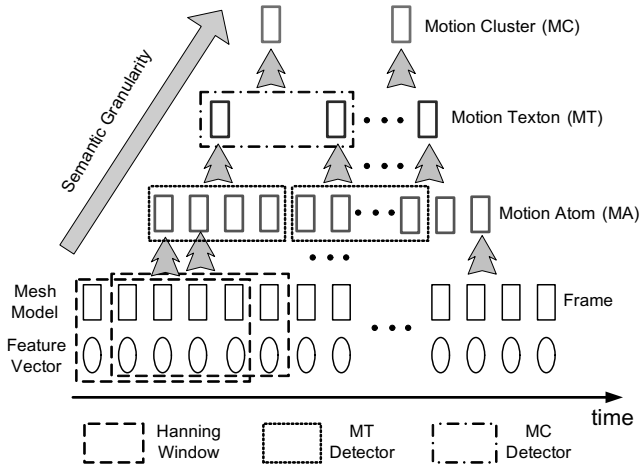 Motion Cluster (MC)
Semantic Granularity
Motion Texton (MT)
Motion Atom (MA)
Mesh
Model
Frame
Feature
Vector
time
Hanning
Window
MT
Detector
MC
Detector